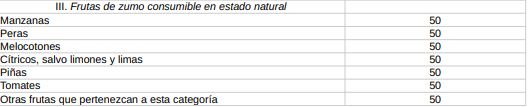 III. Frutas de zumo consumible en estado natural
Manzanas 50
Peras 50
Melocotones 50
Cítricos, salvo limones y limas 50
Piñas 50
Tomates 50
Otras frutas que pertenezcan a esta categoría 50